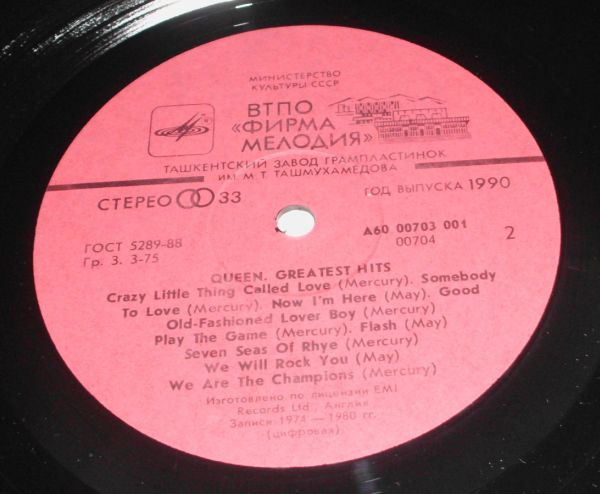 МИНИСТЕРСТВО
КУЛЬТУРЫ СССР
ВТПО
«ФИРМА
МЕЛОДИЯ»
ТАШКЕНТСКИЙ ЗАВОД ГРАМПЛАСТИНОК
ИМ. М. Т. ТАШМУХАМЕДОВА
СТЕРЕО 33
ГОД ВЫПУСКА 1990
ГОСТ 5289-88
Гр. 3. 3-75
А60 00703 001
00704
2
QUEEN. GREATEST HITS
Crazy Little Thing Called Love (Mercury). Somebody
To Love (Mercury). Now I'm Here (May). Good
Old-Fashioned Lover Boy (Mercury)
Play The Game (Mercury). Flash (May)
Seven Seas Of Rhye (Mercury)
We Will Rock You (May)
We Are The Champions (Mercury)
Изготовлено по лицензии EMI
Records Ltd., Англия
Записи 1974 — 1980 гг.
(цифровая).